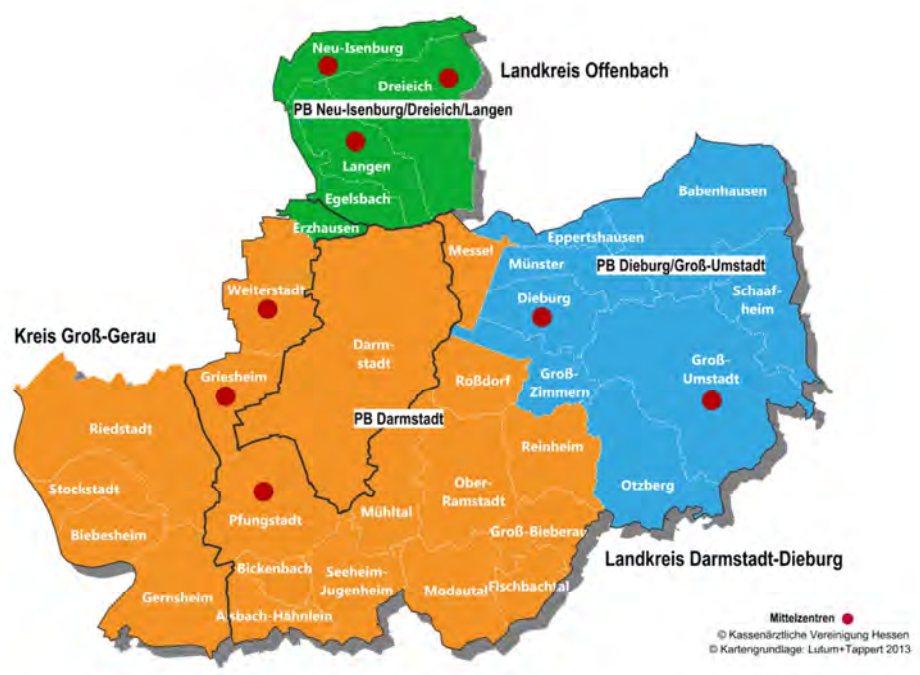 Neu-Isenburg
Dreieich
Landkreis Offenbach
PB Neu-Isenburg/Dreieich/Langen
Langen
Egelsbach
Erzhausen
Babenhausen
Messel
Eppertshausen
Münster
PB Dieburg/Groß-Umstadt
Weiterstadt
Dieburg
Schaaf-
heim
Kreis Groß-Gerau
Darm-
stadt
Griesheim
Roßdorf
Groß-
Zimmern
Groß-
Umstadt
PB Darmstadt
Riedstadt
Reinheim
Stockstadt
Ober-
Ramstadt
Otzberg
Pfungstadt
Mühltal
Biebesheim
Groß-Bieberau
Landkreis Darmstadt-Dieburg
Bickenbach
Seeheim-
Jugenheim
Modautal
Fischbachtal
Gernsheim
Alsbach-Hähnlein
Mittelzentren
© Kassenärztliche Vereinigung Hessen
© Kartengrundlage: Lutum+Tappert 2013